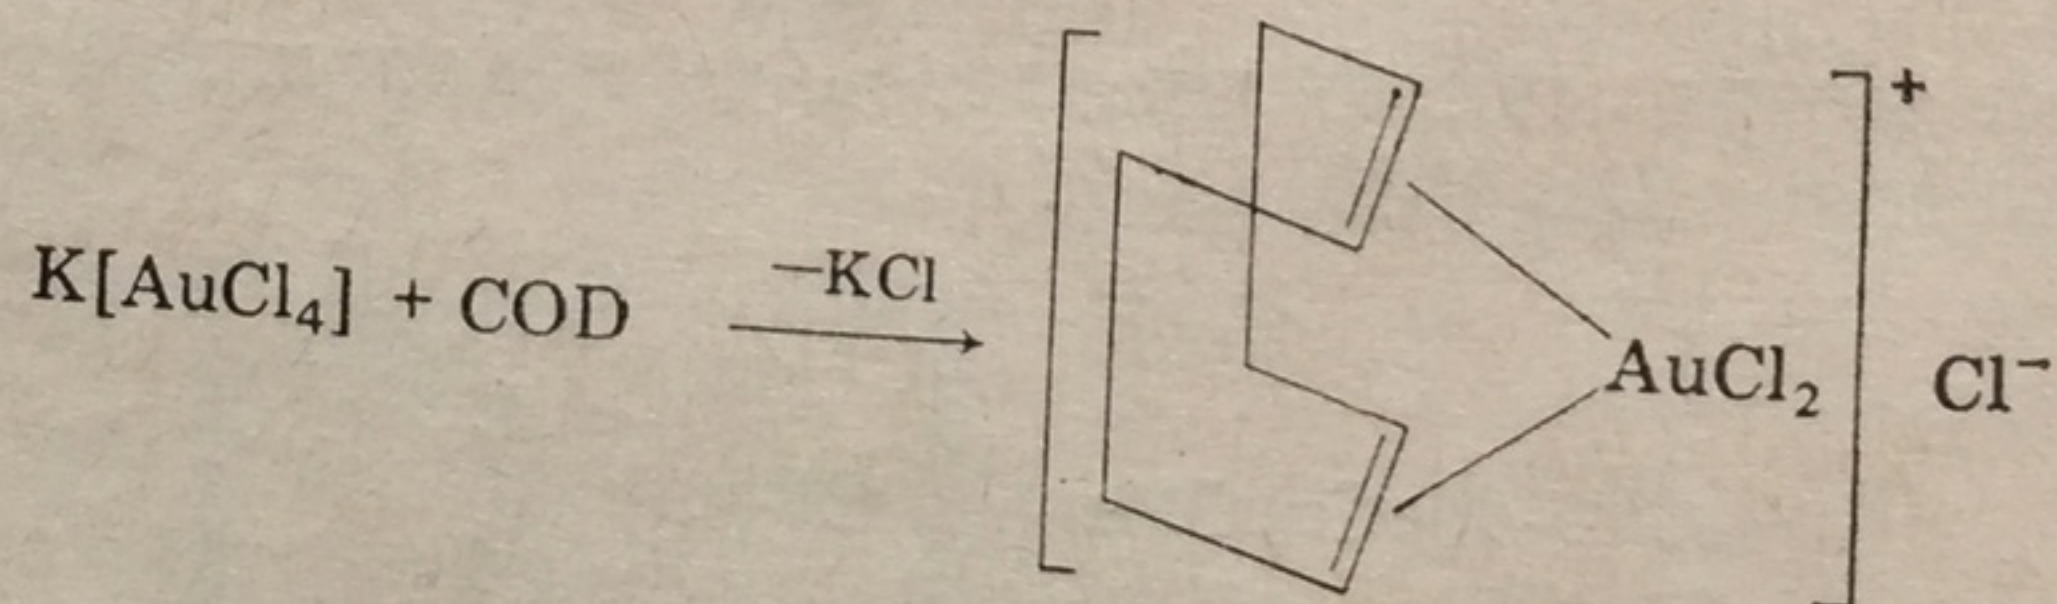 K[AuCl₄] + COD
−KCl
AuCl₂
+
Cl⁻